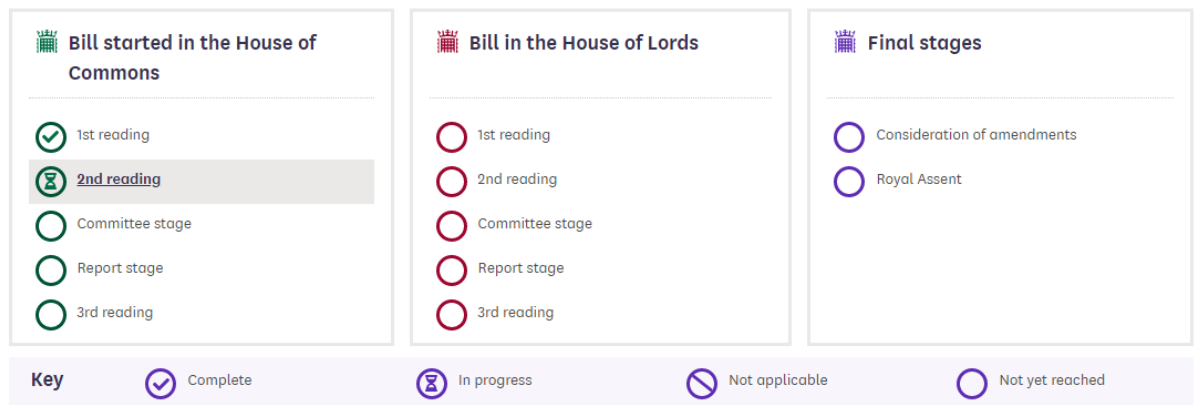 Bill started in the House of
Commons
1st reading
2nd reading
Committee stage
Report stage
3rd reading
Bill in the House of Lords
1st reading
2nd reading
Committee stage
Report stage
3rd reading
Final stages
Consideration of amendments
Royal Assent
Key
Complete
In progress
Not applicable
Not yet reached